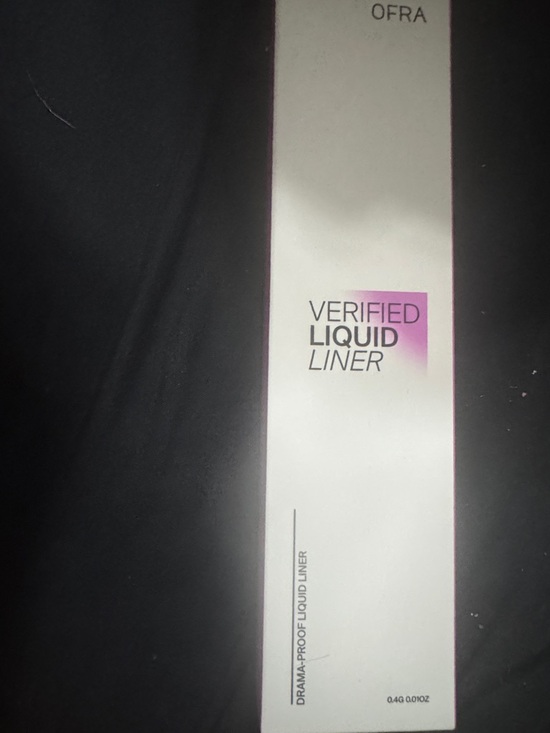 OFRA
VERIFIED
LIQUID
LINER
DRAMA-PROOF LIQUID LINER
0.4G 0.01OZ